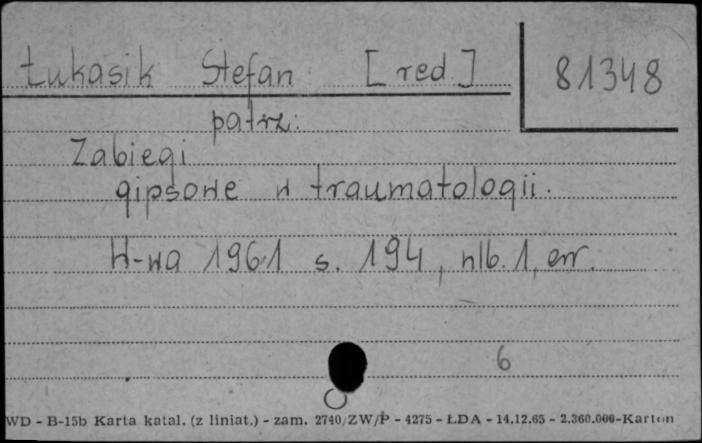 Łukasik Stefan [red.] 81348
patrz:
Zabiegi
gipsowe w traumatologii.
W-wa 1961 s. 194, nlb. 1, err.
6
WD - B-15b Karta katal. (z liniat.) - zam. 2740/ZW/P - 4275 - ŁDA - 14.12.65 - 2.360.000-Karton